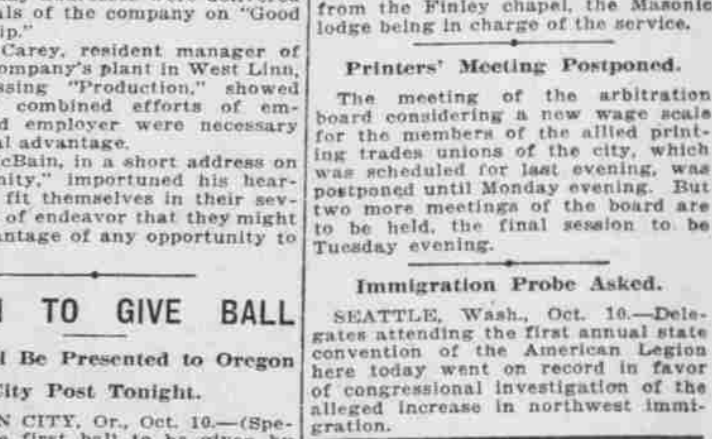 als of the company on "Good
ip."
Carey, resident manager of
ompany's plant in West Linn,
ssing "Production," showed
combined efforts of em-
d employer were necessary
al advantage.
cBain, in a short address on
nity," importuned his hear-
fit themselves in their sev-
of endeavor that they might
antage of any opportunity to
TO GIVE BALL
l Be Presented to Oregon
City Post Tonight.
N CITY, Or., Oct. 10.—(Spe-
from the Finley chapel, the Masonic
lodge being in charge of the service.
Printers' Meeting Postponed.
The meeting of the arbitration
board considering a new wage scale
for the members of the allied print-
ing trades unions of the city, which
was scheduled for last evening, was
postponed until Monday evening. But
two more meetings of the board are
to be held, the final session to be
Tuesday evening.
Immigration Probe Asked.
SEATTLE, Wash., Oct. 10.—Dele-
gates attending the first annual state
convention of the American Legion
here today went on record in favor
of congressional investigation of the
alleged increase in northwest immi-
gration.